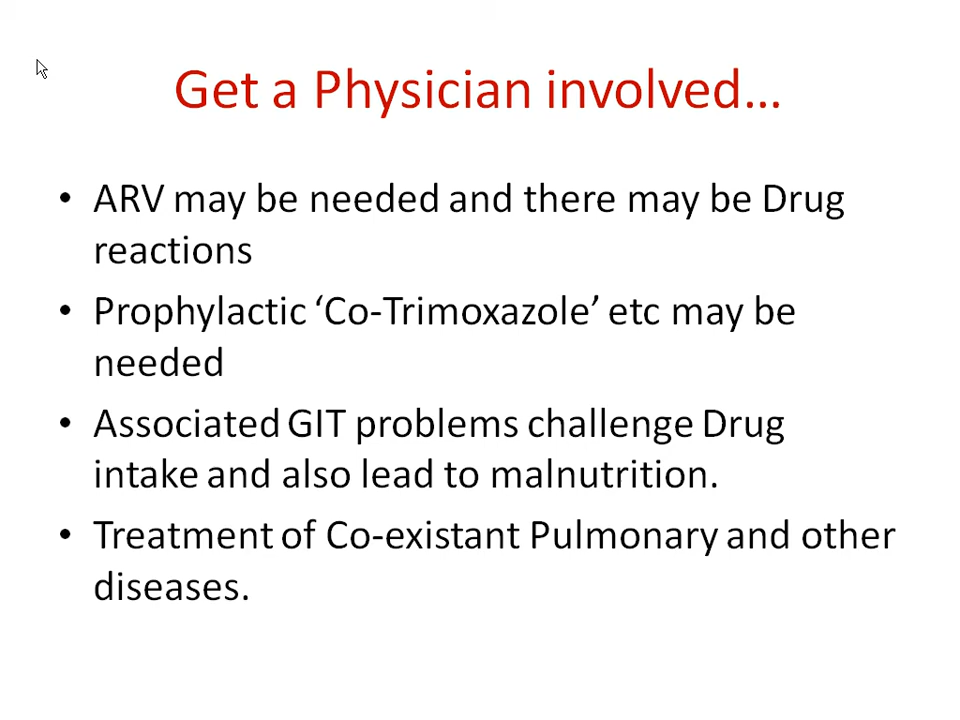 Get a Physician involved...
• ARV may be needed and there may be Drug
reactions
• Prophylactic ‘Co-Trimoxazole’ etc may be
needed
• Associated GIT problems challenge Drug
intake and also lead to malnutrition.
• Treatment of Co-existant Pulmonary and other
diseases.